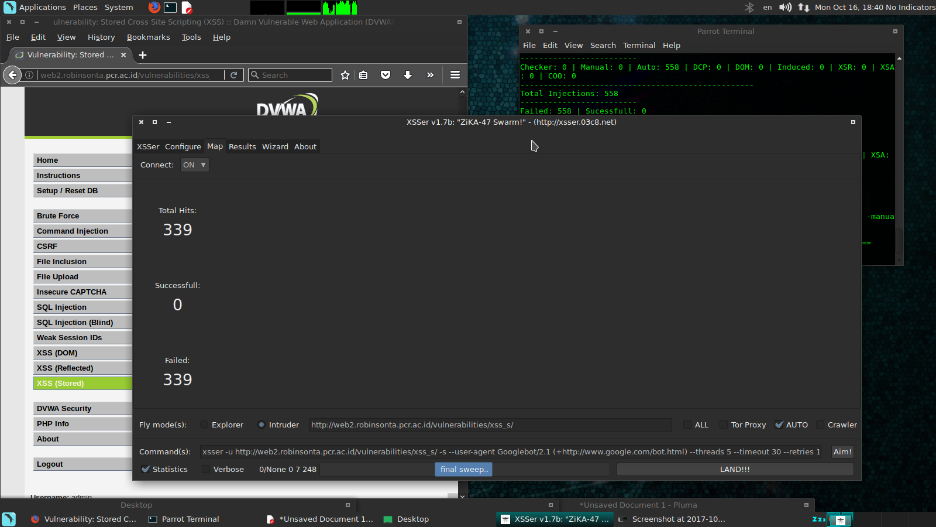 Applications Places System
en Mon Oct 16, 18:40 No Indicators
ulnerability: Stored Cross Site Scripting (XSS) :: Damn Vulnerable Web Application (DVWA
File Edit View History Bookmarks Tools Help
Vulnerability: Stored ...
web2.robinsonta.pcr.ac.id/vulnerabilities/xss
Search
DVWA
Home
Instructions
Setup / Reset DB
Brute Force
Command Injection
CSRF
File Inclusion
File Upload
Insecure CAPTCHA
SQL Injection
SQL Injection (Blind)
Weak Session IDs
XSS (DOM)
XSS (Reflected)
XSS (Stored)
DVWA Security
PHP Info
About
Logout
Username: admin
Parrot Terminal
File Edit View Search Terminal Help
---------------------------
Checker: 0 | Manual: 0 | Auto: 558 | DCP: 0 | DOM: 0 | Induced: 0 | XSR: 0 | XSA
: 0 | COO: 0
Total Injections: 558
---------------------------
Failed: 558 | Sucessfull: 0
| XSA:
-manua
==
XSSer v1.7b: "ZiKA-47 Swarm!" - (http://xsser.03c8.net)
XSSer Configure Map Results Wizard About
Connect: ON
Total Hits:
339
Successfull:
0
Failed:
339
Fly mode(s): Explorer Intruder http://web2.robinsonta.pcr.ac.id/vulnerabilities/xss_s/ ALL Tor Proxy AUTO Crawler
Command(s): xsser -u http://web2.robinsonta.pcr.ac.id/vulnerabilities/xss_s/ -s --user-agent Googlebot/2.1 (+http://www.google.com/bot.html) --threads 5 --timeout 30 --retries 1 Aim!
Statistics Verbose 0/None 0 7 248 final sweep.. LAND!!!
Desktop
*Unsaved Document 1 - Pluma
Vulnerability: Stored C... Parrot Terminal *Unsaved Document 1... Desktop XSSer v1.7b: "ZiKA-47 ... Screenshot at 2017-10...